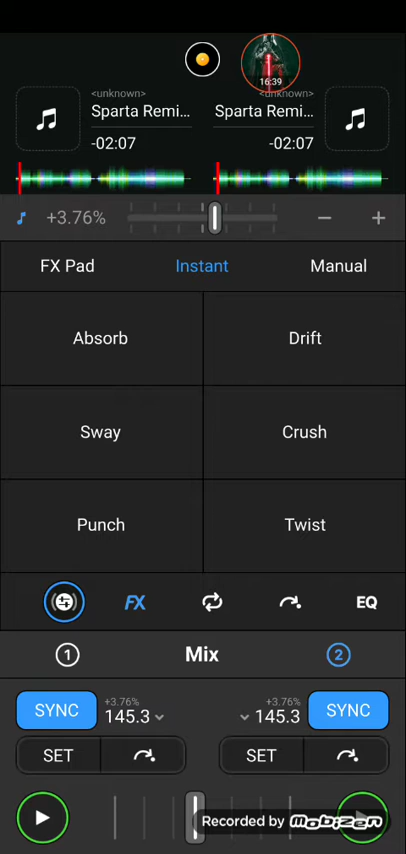 16:39
<unknown> <unknown>
Sparta Remi... Sparta Remi...
-02:07 -02:07
+3.76% − +
FX Pad Instant Manual
Absorb Drift
Sway Crush
Punch Twist
FX EQ
1 Mix 2
SYNC +3.76% 145.3 +3.76% 145.3 SYNC
SET SET
Recorded by mobizen